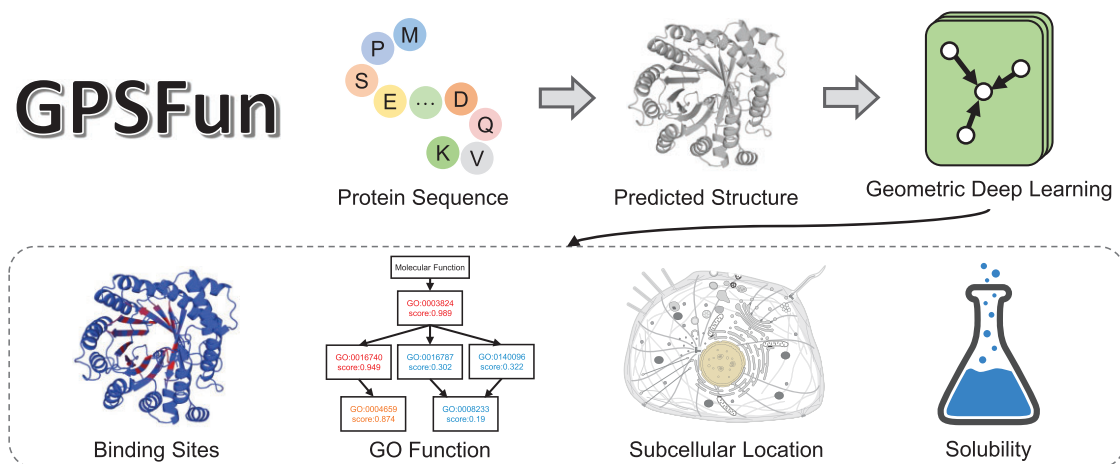 GPSFun
P
M
S
E
...
D
Q
K
V
Protein Sequence
Predicted Structure
Geometric Deep Learning
Molecular Function
GO:0003824
score:0.989
GO:0016740
score:0.949
GO:0016787
score:0.302
GO:0140096
score:0.322
GO:0004659
score:0.874
GO:0008233
score:0.19
Binding Sites
GO Function
Subcellular Location
Solubility